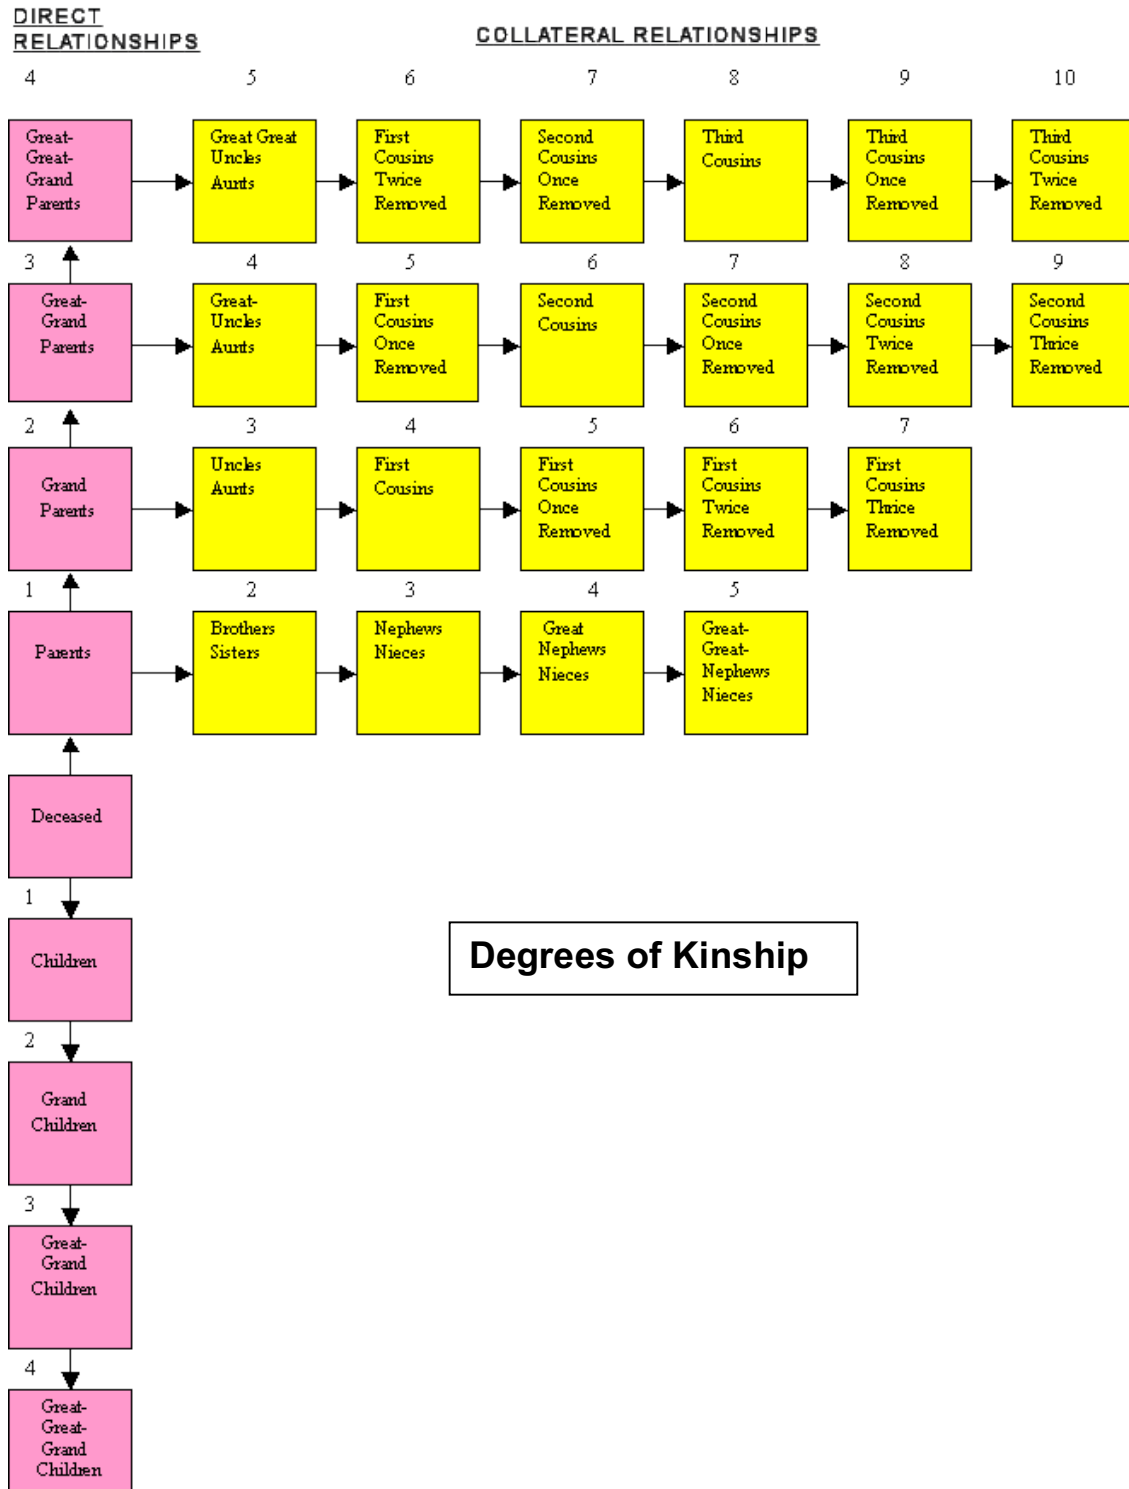 DIRECT
RELATIONSHIPS
COLLATERAL RELATIONSHIPS
4
5
6
7
8
9
10
Great-
Great-
Grand
Parents
Great Great
Uncles
Aunts
First
Cousins
Twice
Removed
Second
Cousins
Once
Removed
Third
Cousins
Third
Cousins
Once
Removed
Third
Cousins
Twice
Removed
3
4
5
6
7
8
9
Great-
Grand
Parents
Great-
Uncles
Aunts
First
Cousins
Once
Removed
Second
Cousins
Second
Cousins
Once
Removed
Second
Cousins
Twice
Removed
Second
Cousins
Thrice
Removed
2
3
4
5
6
7
Grand
Parents
Uncles
Aunts
First
Cousins
First
Cousins
Once
Removed
First
Cousins
Twice
Removed
First
Cousins
Thrice
Removed
1
2
3
4
5
Parents
Brothers
Sisters
Nephews
Nieces
Great
Nephews
Nieces
Great-
Great-
Nephews
Nieces
Deceased
1
Children
Degrees of Kinship
2
Grand
Children
3
Great-
Grand
Children
4
Great-
Great-
Grand
Children